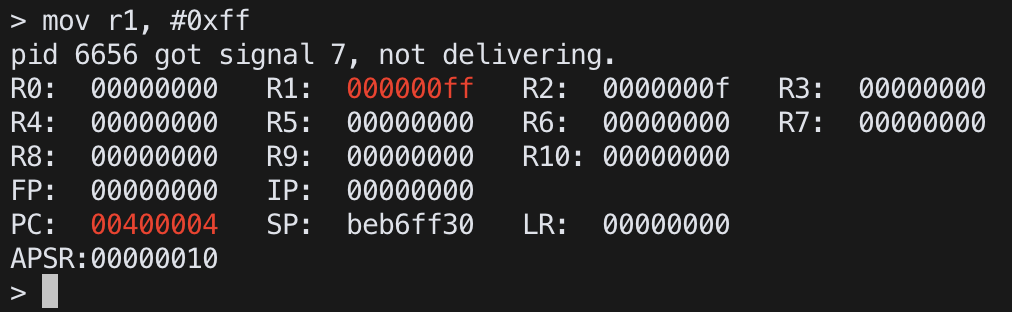 > mov r1, #0xff
pid 6656 got signal 7, not delivering.
R0:  00000000   R1:  000000ff   R2:  0000000f   R3:  00000000
R4:  00000000   R5:  00000000   R6:  00000000   R7:  00000000
R8:  00000000   R9:  00000000   R10: 00000000
FP:  00000000   IP:  00000000
PC:  00400004   SP:  beb6ff30   LR:  00000000
APSR:00000010
>